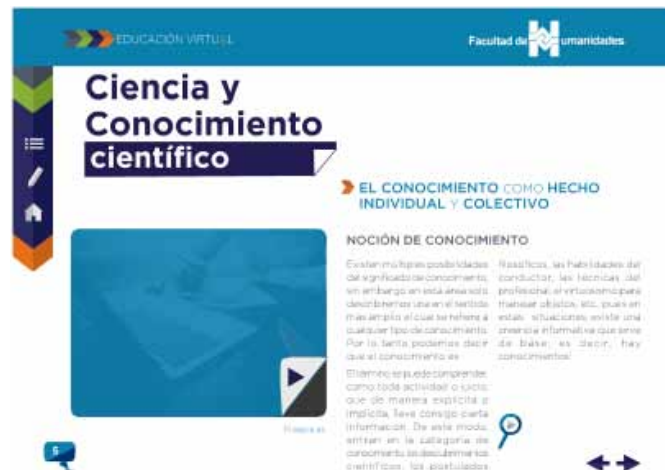 EDUCACIÓN VIRTUAL
Facultad de Humanidades
Ciencia y
Conocimiento
científico
EL CONOCIMIENTO COMO HECHO
INDIVIDUAL Y COLECTIVO
NOCIÓN DE CONOCIMIENTO
Existen múltiples posibilidades
del significado de conocimiento,
sin embargo en esta área solo
describiremos una en el sentido
más amplio el cual se refiere a
cualquier tipo de conocimiento.
Por lo tanto podemos decir
que el conocimiento es
El término se puede comprender
como toda actividad o juicio
que de manera explícita o
implícita, lleve consigo cierta
información. De este modo,
entran en la categoría de
conocimiento los descubrimientos
científicos, los postulados
filosóficos, las habilidades del
conductor, las técnicas del
profesional, el virtuosismo para
manejar objetos, etc. pues en
estas situaciones existe una
creencia informativa que sirve
de base; es decir, hay
conocimientos
5